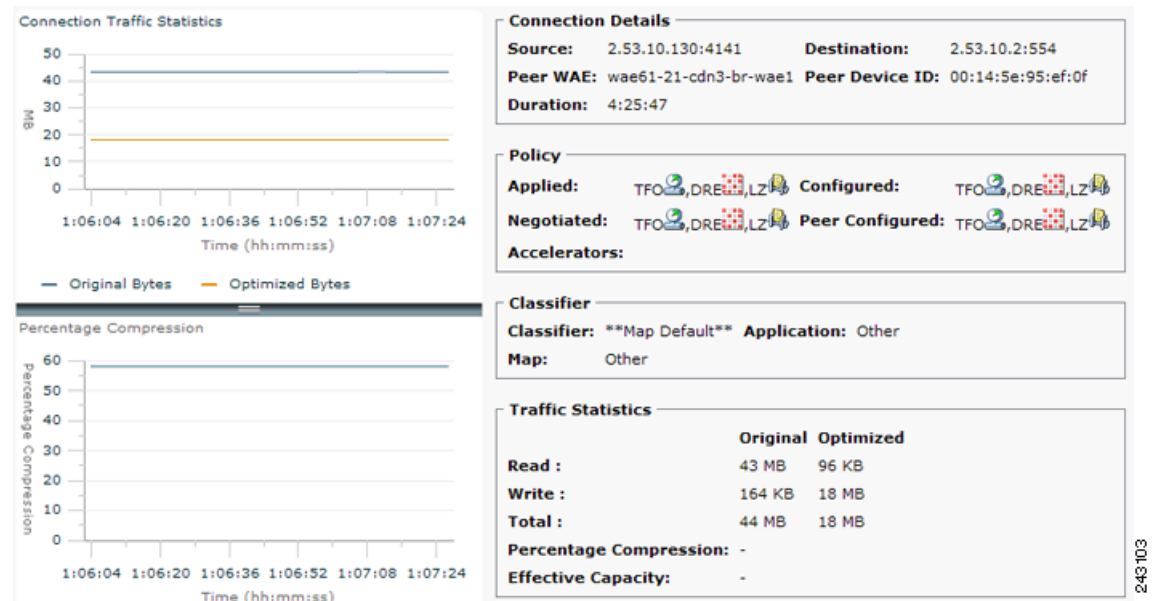 Connection Traffic Statistics
50
40
30
20
10
0
MB
1:06:04 1:06:20 1:06:36 1:06:52 1:07:08 1:07:24
Time (hh:mm:ss)
Original Bytes Optimized Bytes
Percentage Compression
60
50
40
30
20
10
0
Percentage Compression
1:06:04 1:06:20 1:06:36 1:06:52 1:07:08 1:07:24
Time (hh:mm:ss)
Connection Details
Source: 2.53.10.130:4141 Destination: 2.53.10.2:554
Peer WAE: wae61-21-cdn3-br-wae1 Peer Device ID: 00:14:5e:95:ef:0f
Duration: 4:25:47
Policy
Applied: TFO,DRE,LZ Configured: TFO,DRE,LZ
Negotiated: TFO,DRE,LZ Peer Configured: TFO,DRE,LZ
Accelerators:
Classifier
Classifier: **Map Default** Application: Other
Map: Other
Traffic Statistics
Original Optimized
Read : 43 MB 96 KB
Write : 164 KB 18 MB
Total : 44 MB 18 MB
Percentage Compression: -
Effective Capacity: -
243103